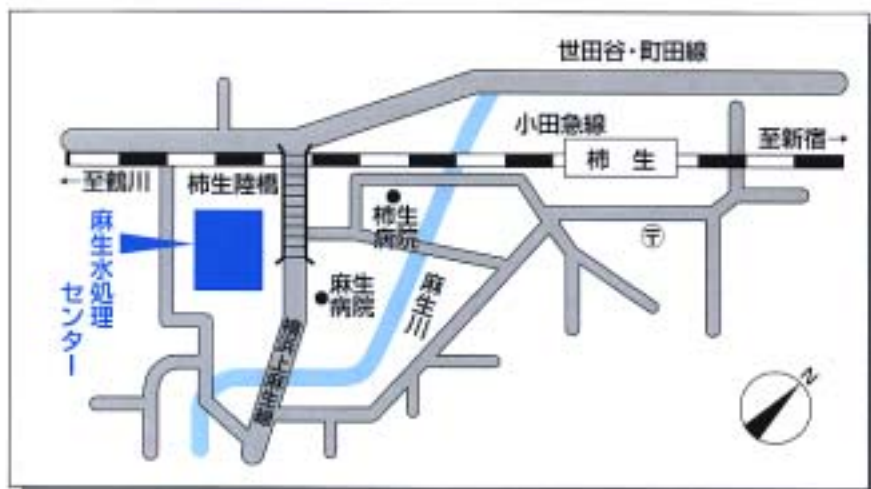 世田谷・町田線
小田急線
至新宿→
柿生
←至鶴川
柿生陸橋
柿生
病院
〒
麻生水処理
センター
麻生
病院
麻生川
横浜上麻生線
N